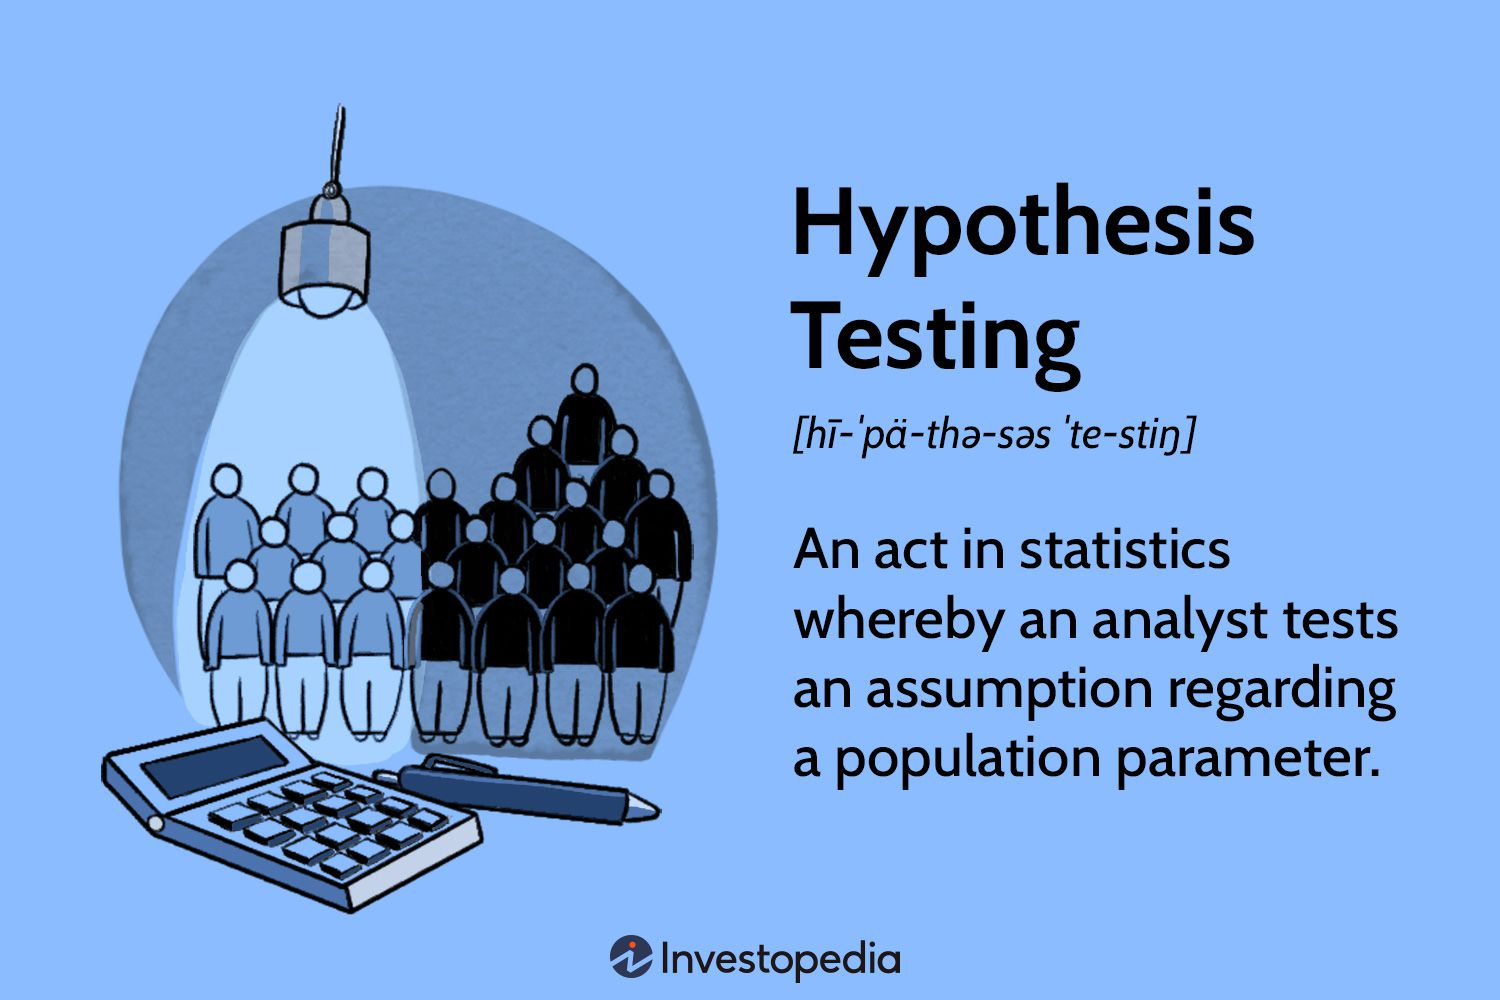 Hypothesis
Testing
[hī-ˈpä-thə-səs ˈte-stiŋ]
An act in statistics
whereby an analyst tests
an assumption regarding
a population parameter.
Investopedia